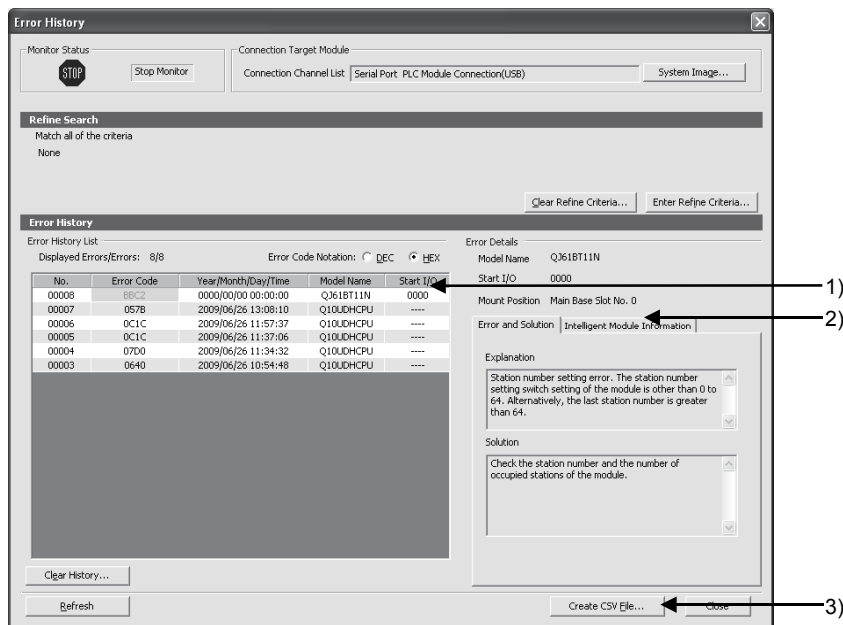 Error History
Monitor Status
STOP
Stop Monitor
Connection Target Module
Connection Channel List
Serial Port PLC Module Connection(USB)
System Image...
Refine Search
Match all of the criteria
None
Clear Refine Criteria...
Enter Refine Criteria...
Error History
Error History List
Displayed Errors/Errors: 8/8
Error Code Notation: DEC HEX
No. Error Code Year/Month/Day/Time Model Name Start I/O
00008 BBC2 0000/00/00 00:00:00 QJ61BT11N 0000
00007 057B 2009/06/26 13:08:10 Q10UDHCPU ----
00006 0C1C 2009/06/26 11:57:37 Q10UDHCPU ----
00005 0C1C 2009/06/26 11:37:06 Q10UDHCPU ----
00004 07D0 2009/06/26 11:34:32 Q10UDHCPU ----
00003 0640 2009/06/26 10:54:48 Q10UDHCPU ----
Clear History...
Refresh
Error Details
Model Name QJ61BT11N
Start I/O 0000
Mount Position Main Base Slot No. 0
Error and Solution
Intelligent Module Information
Explanation
Station number setting error. The station number
setting switch setting of the module is other than 0 to
64. Alternatively, the last station number is greater
than 64.
Solution
Check the station number and the number of
occupied stations of the module.
Create CSV File...
Close
1)
2)
3)